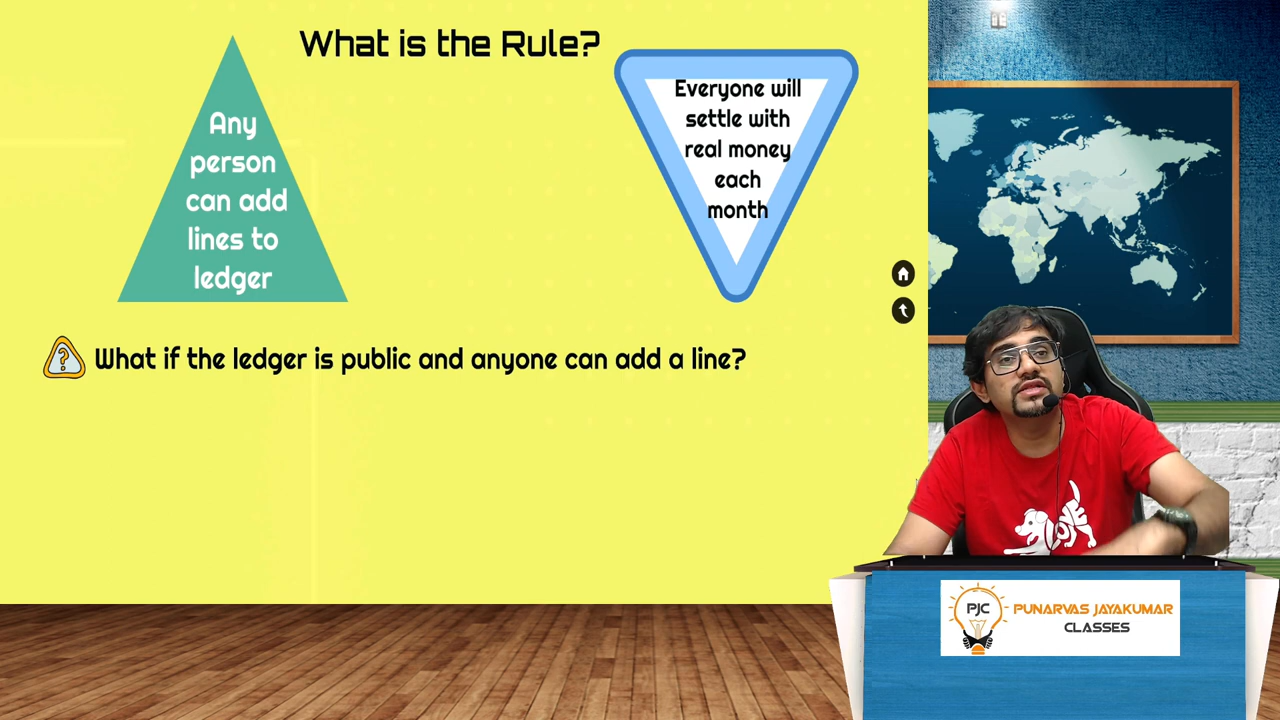 What is the Rule?
Any
person
can add
lines to
ledger
Everyone will
settle with
real money
each
month
What if the ledger is public and anyone can add a line?
PJC
PUNARVAS JAYAKUMAR
CLASSES